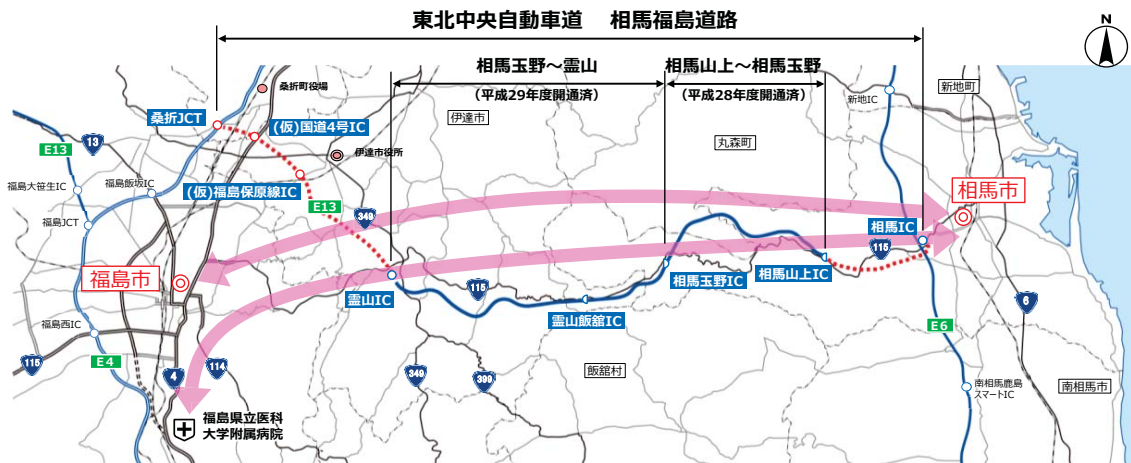 東北中央自動車道　相馬福島道路
N
相馬玉野～霊山
(平成29年度開通済)
相馬山上～相馬玉野
(平成28年度開通済)
桑折町役場
伊達市
新地IC
新地町
桑折JCT
(仮)国道4号IC
丸森町
13
E13
伊達市役所
福島大笹生IC
福島飯坂IC
(仮)福島保原線IC
E13
349
相馬市
福島JCT
相馬IC
115
福島市
霊山IC
115
相馬玉野IC
相馬山上IC
霊山飯舘IC
6
福島西IC
E6
115
E4
4
114
349
399
飯舘村
南相馬鹿島
スマートIC
南相馬市
福島県立医科
大学附属病院